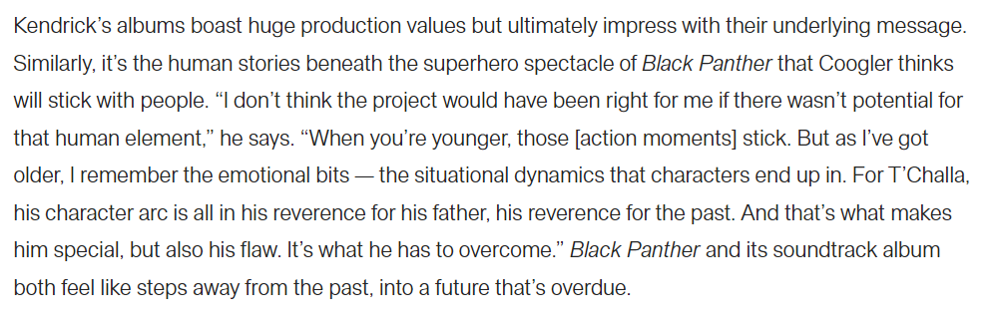 Kendrick’s albums boast huge production values but ultimately impress with their underlying message.
Similarly, it’s the human stories beneath the superhero spectacle of Black Panther that Coogler thinks
will stick with people. “I don’t think the project would have been right for me if there wasn’t potential for
that human element,” he says. “When you’re younger, those [action moments] stick. But as I’ve got
older, I remember the emotional bits — the situational dynamics that characters end up in. For T’Challa,
his character arc is all in his reverence for his father, his reverence for the past. And that’s what makes
him special, but also his flaw. It’s what he has to overcome.” Black Panther and its soundtrack album
both feel like steps away from the past, into a future that’s overdue.